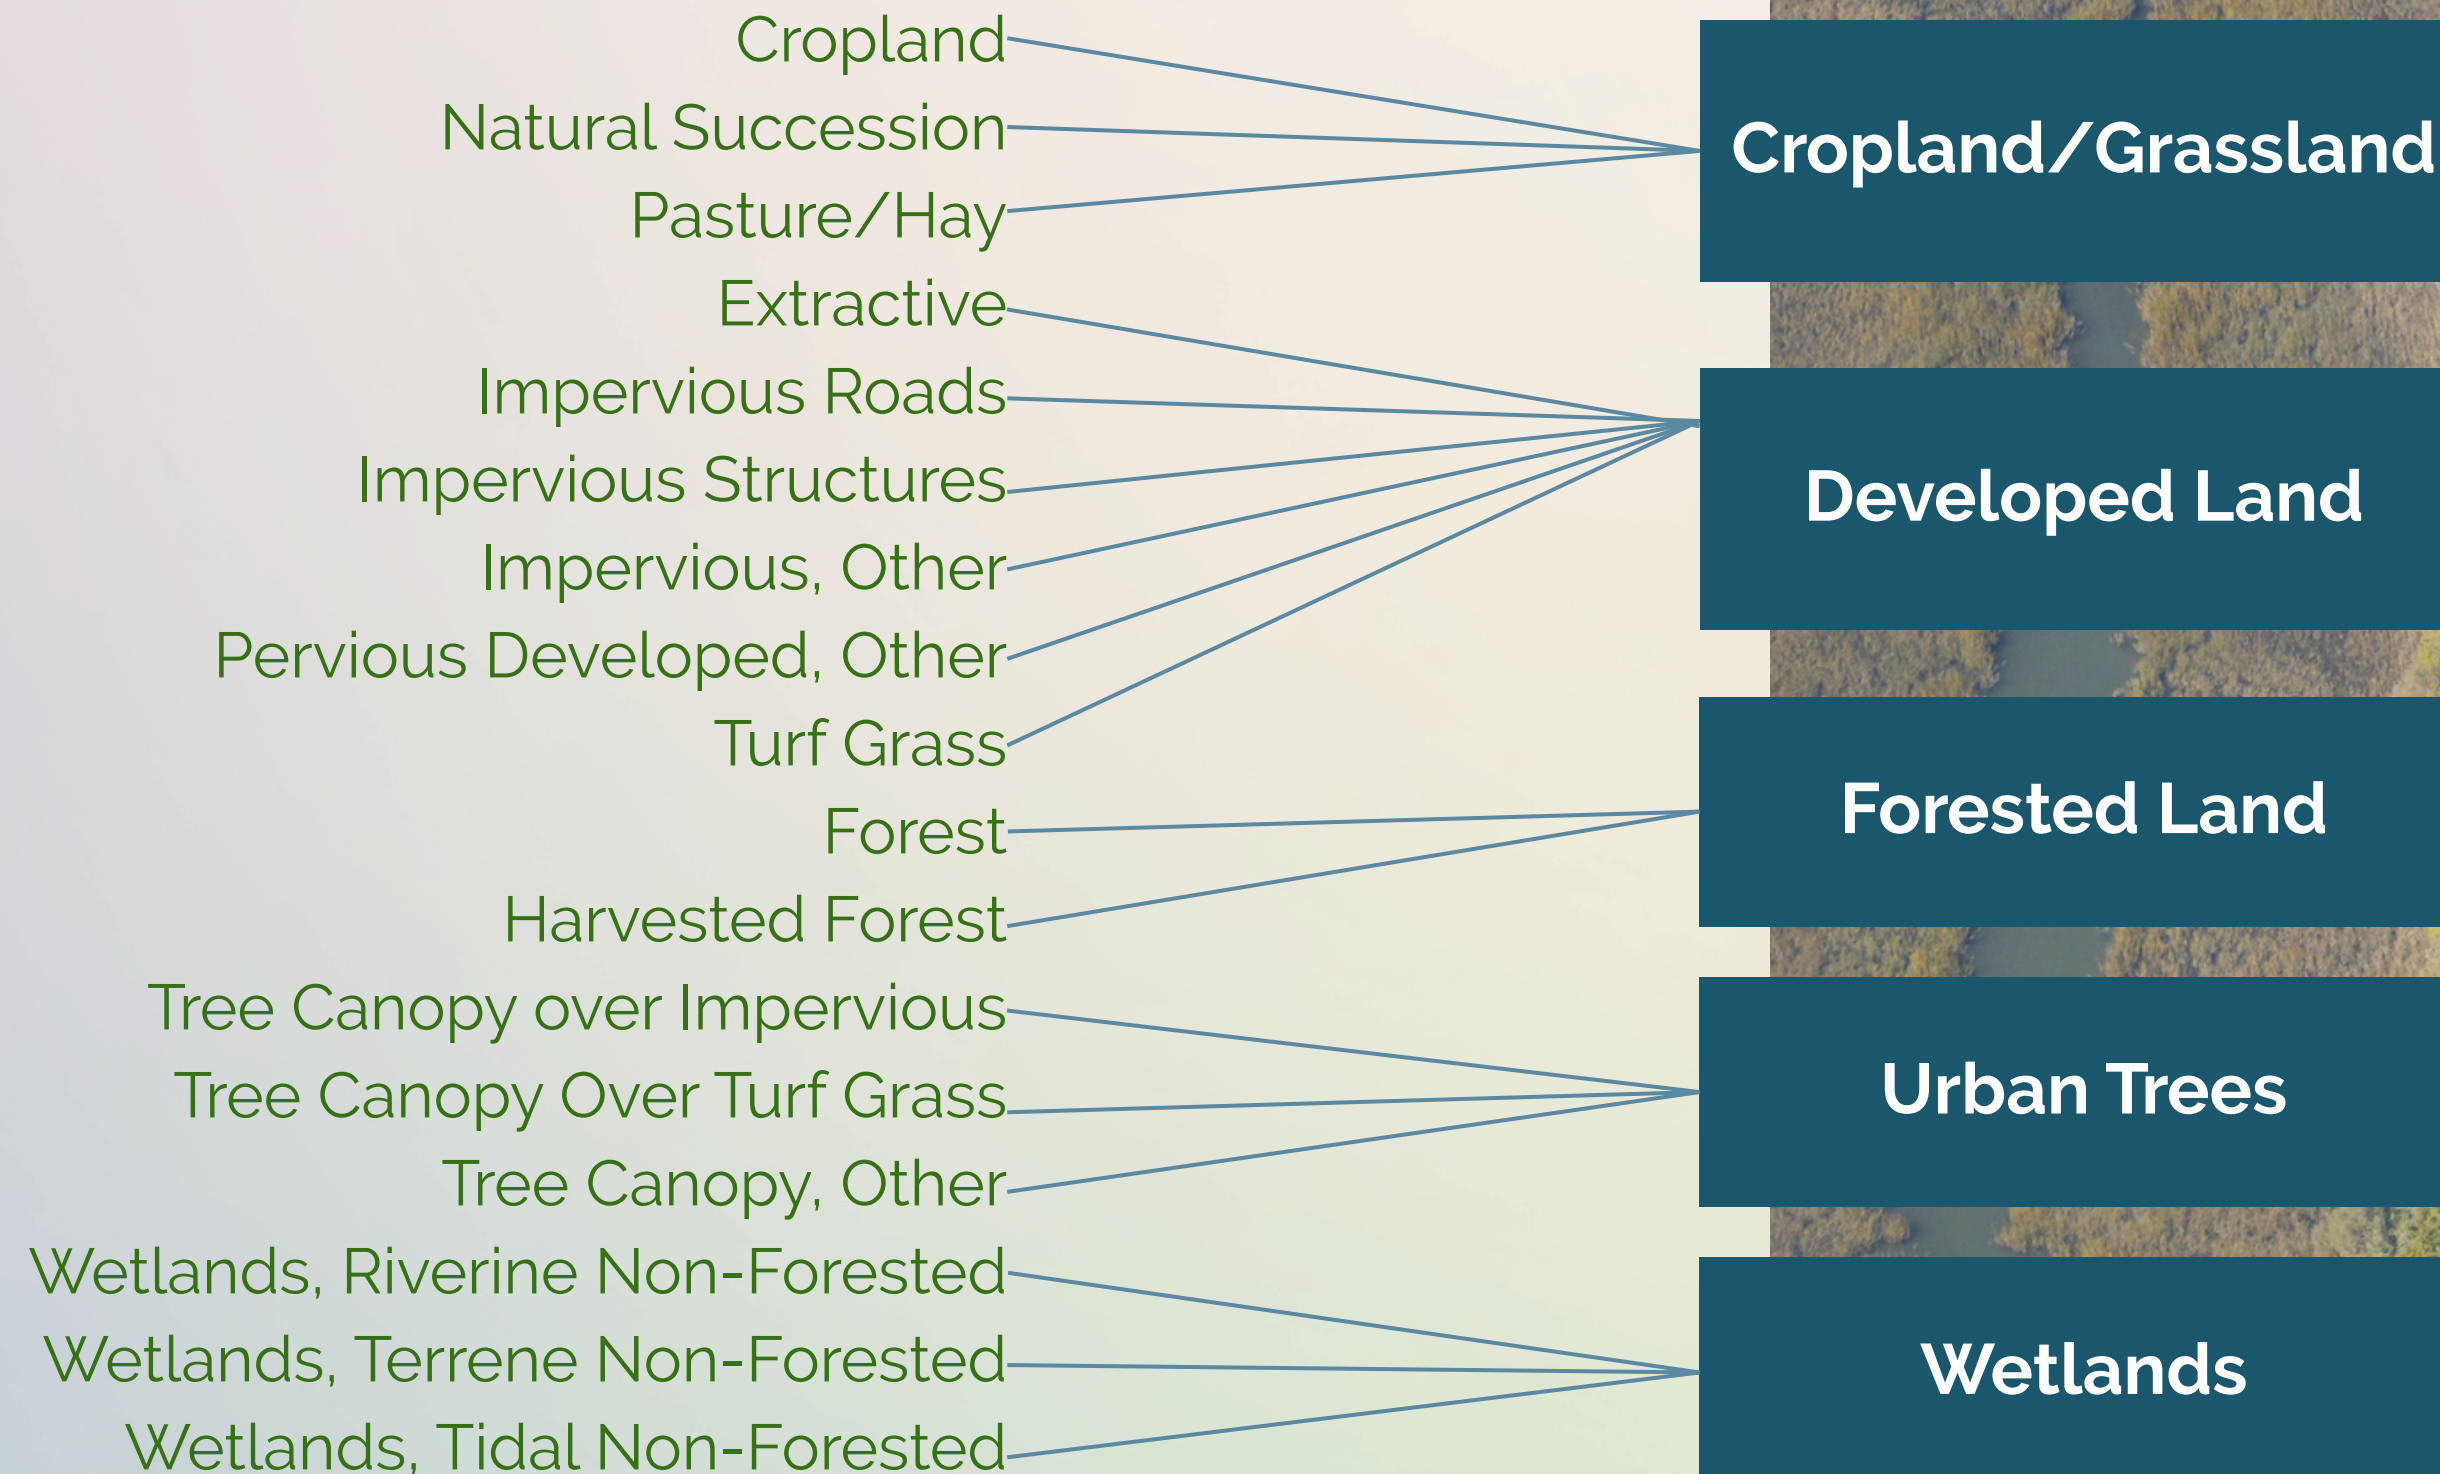 Cropland
Natural Succession
Pasture/Hay
Extractive
Impervious Roads
Impervious Structures
Impervious, Other
Pervious Developed, Other
Turf Grass
Forest
Harvested Forest
Tree Canopy over Impervious
Tree Canopy Over Turf Grass
Tree Canopy, Other
Wetlands, Riverine Non-Forested
Wetlands, Terrene Non-Forested
Wetlands, Tidal Non-Forested
Cropland/Grassland
Developed Land
Forested Land
Urban Trees
Wetlands